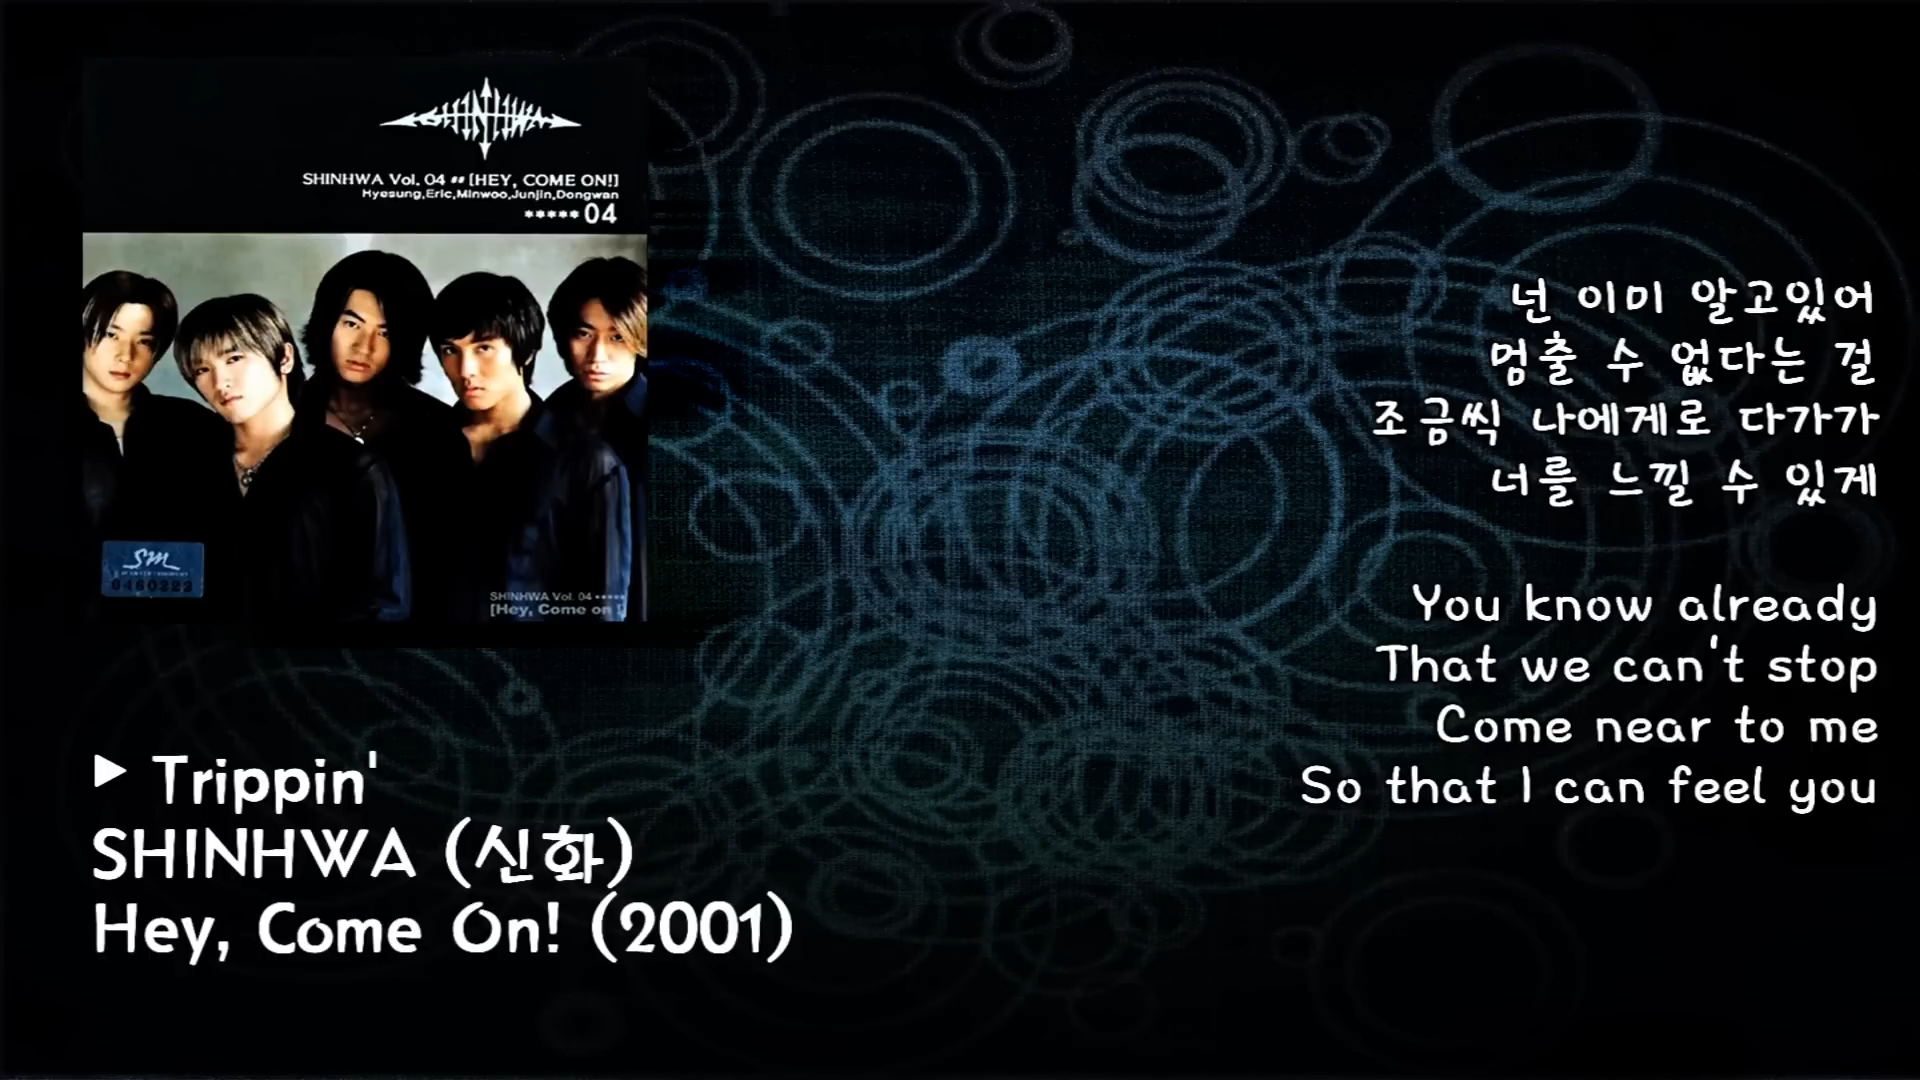 SHINHWA
SHINHWA Vol. 04 ** [HEY, COME ON!]
Hyesung,Eric,Minwoo,Junjin,Dongwan
*****04
SM
SHINHWA Vol. 04 *****
[Hey, Come on !]
넌 이미 알고있어
멈출 수 없다는 걸
조금씩 나에게로 다가가
너를 느낄 수 있게
You know already
That we can't stop
Come near to me
So that I can feel you
▶ Trippin'
SHINHWA (신화)
Hey, Come On! (2001)